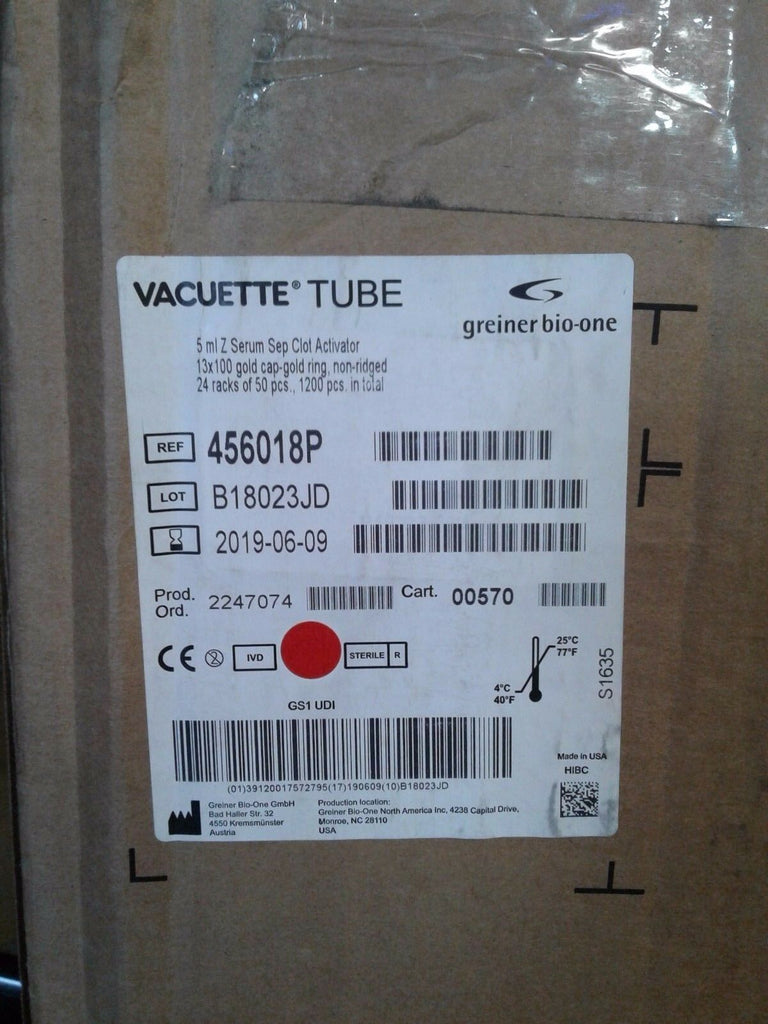 VACUETTE® TUBE
greiner bio-one
5 ml Z Serum Sep Clot Activator
13x100 gold cap-gold ring, non-ridged
24 racks of 50 pcs., 1200 pcs. in total
REF 456018P
LOT B18023JD
2019-06-09
Prod. Ord. 2247074 Cart. 00570
CE 2 IVD STERILE R
25°C
77°F
4°C
40°F
S1635
GS1 UDI
(01)39120017572795(17)190609(10)B18023JD
Made in USA
HIBC
Greiner Bio-One GmbH
Bad Haller Str. 32
4550 Kremsmünster
Austria
Production location:
Greiner Bio-One North America Inc, 4238 Capital Drive,
Monroe, NC 28110
USA